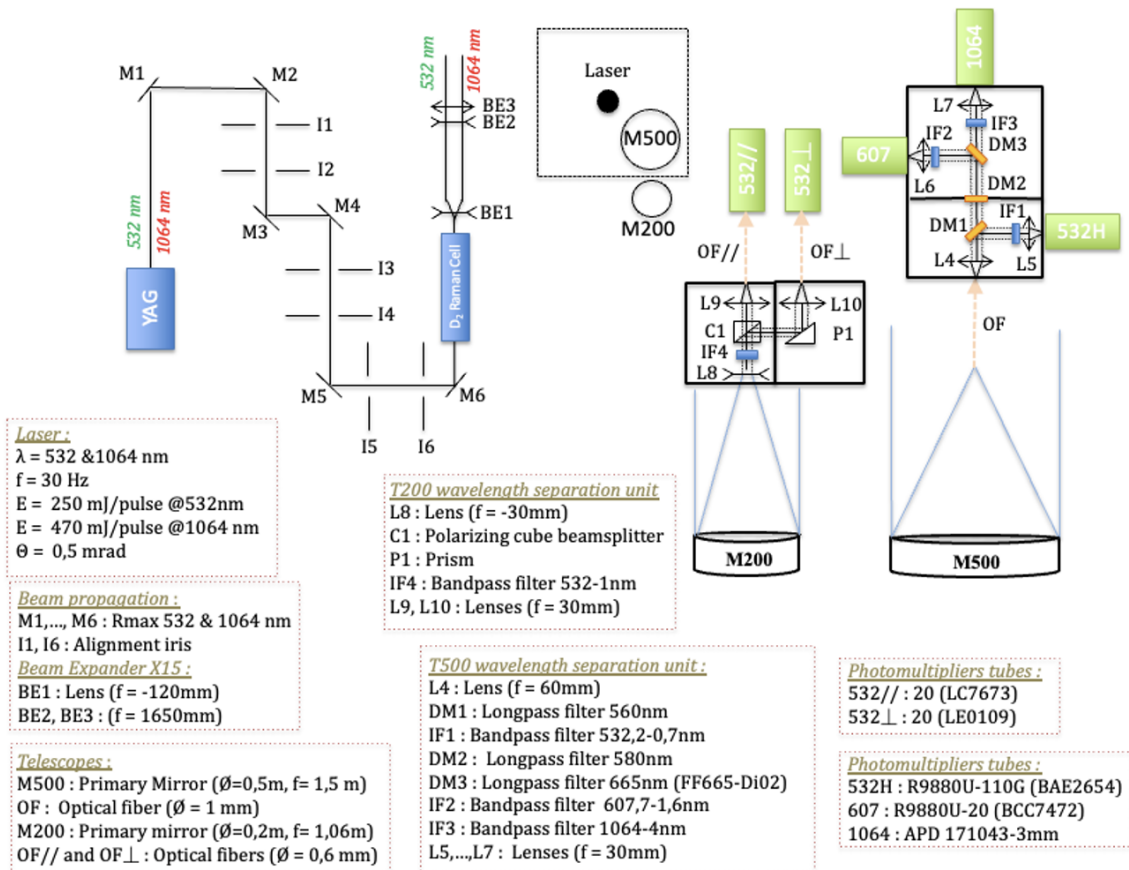 M1
M2
532 nm
1064 nm
YAG
I1
I2
M3
M4
I3
I4
M5
M6
I5
I6
532 nm
1064 nm
BE3
BE2
BE1
D₂ Raman Cell
Laser
M500
M200
532//
532⊥
OF//
OF⊥
L9
L10
C1
P1
IF4
L8
M200
1064
L7
IF3
IF2
DM3
607
L6
DM2
IF1
DM1
532H
L4
L5
OF
M500
Laser :
λ = 532 &1064 nm
f = 30 Hz
E = 250 mJ/pulse @532nm
E = 470 mJ/pulse @1064 nm
Θ = 0,5 mrad
Beam propagation :
M1,..., M6 : Rmax 532 & 1064 nm
I1, I6 : Alignment iris
Beam Expander X15 :
BE1 : Lens (f = -120mm)
BE2, BE3 : (f = 1650mm)
Telescopes :
M500 : Primary Mirror (Ø=0,5m, f= 1,5 m)
OF : Optical fiber (Ø = 1 mm)
M200 : Primary mirror (Ø=0,2m, f= 1,06m)
OF// and OF⊥ : Optical fibers (Ø = 0,6 mm)
T200 wavelength separation unit
L8 : Lens (f = -30mm)
C1 : Polarizing cube beamsplitter
P1 : Prism
IF4 : Bandpass filter 532-1nm
L9, L10 : Lenses (f = 30mm)
T500 wavelength separation unit :
L4 : Lens (f = 60mm)
DM1 : Longpass filter 560nm
IF1 : Bandpass filter 532,2-0,7nm
DM2 : Longpass filter 580nm
DM3 : Longpass filter 665nm (FF665-Di02)
IF2 : Bandpass filter 607,7-1,6nm
IF3 : Bandpass filter 1064-4nm
L5,...,L7 : Lenses (f = 30mm)
Photomultipliers tubes :
532// : 20 (LC7673)
532⊥ : 20 (LE0109)
Photomultipliers tubes :
532H : R9880U-110G (BAE2654)
607 : R9880U-20 (BCC7472)
1064 : APD 171043-3mm